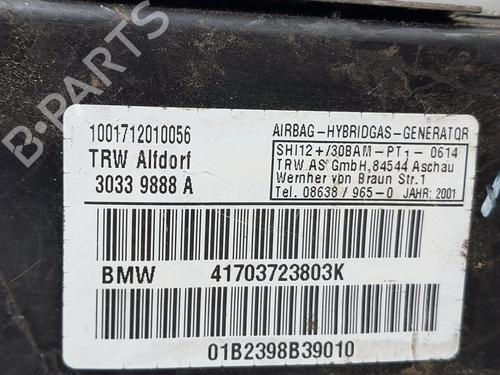 1001712010056
TRW Alfdorf
3033 9888 A
AIRBAG-HYBRIDGAS-GENERATOR
SHI12+/30BAM-PT1-0614
TRW AS GmbH,84544 Aschau
Wernher von Braun Str.1
Tel. 08638/965-0 JAHR: 2001
BMW 41703723803K
01B2398B39010
B-PARTS